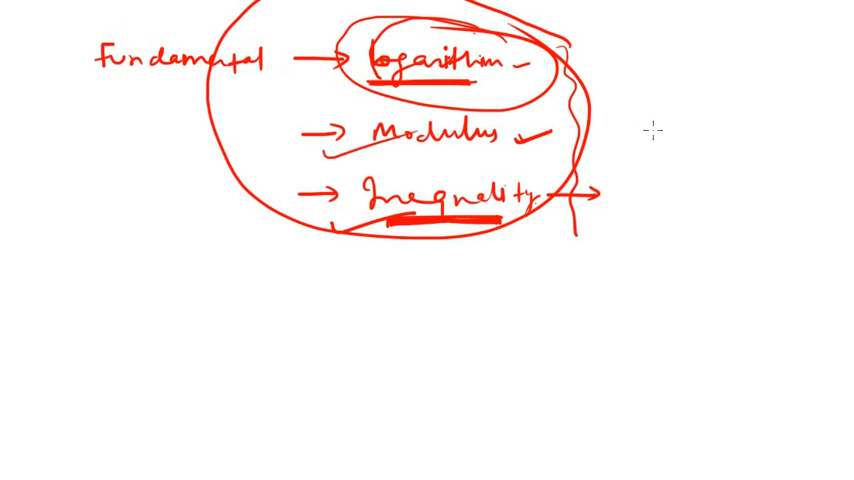 Fundamental → logarithm -
→ Modulus ✓
→ Inequality →